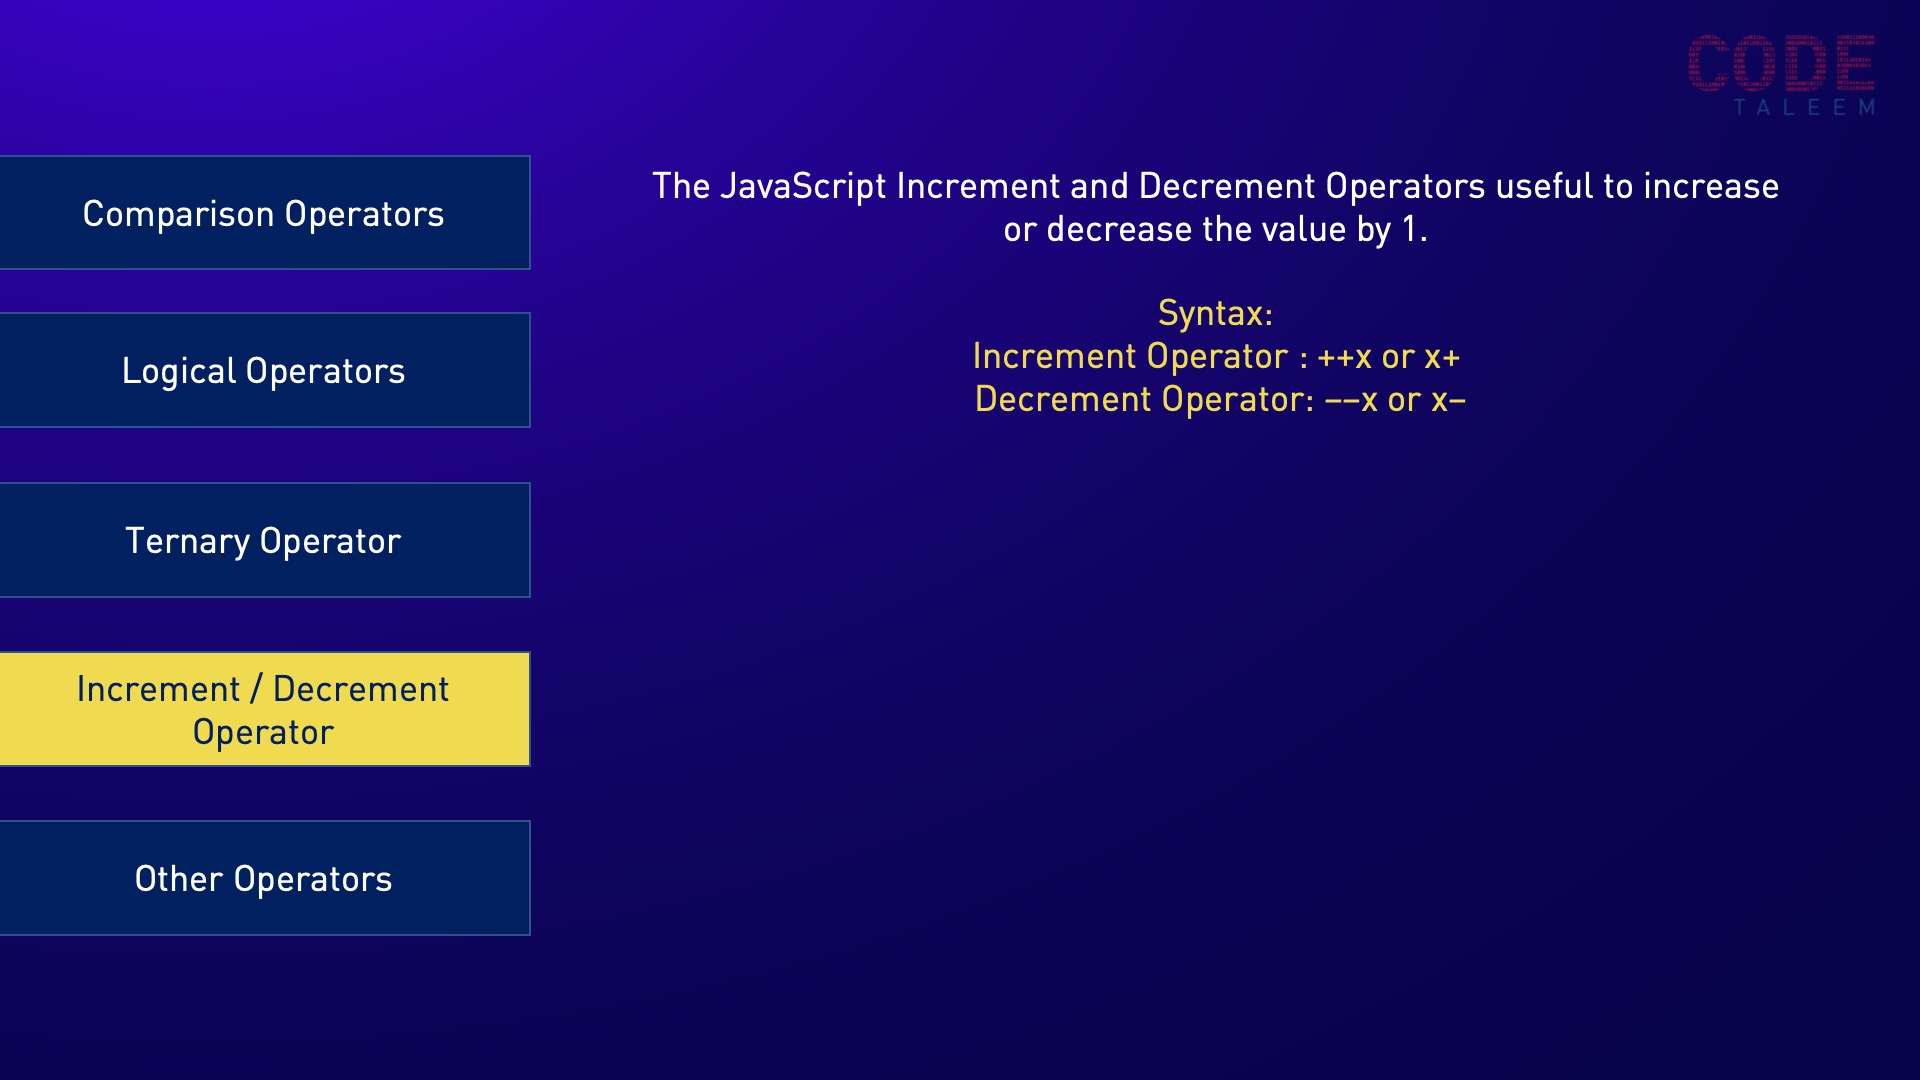 CODE
TALEEM
Comparison Operators
Logical Operators
Ternary Operator
Increment / Decrement
Operator
Other Operators
The JavaScript Increment and Decrement Operators useful to increase
or decrease the value by 1.
Syntax:
Increment Operator : ++x or x+
Decrement Operator: −−x or x−